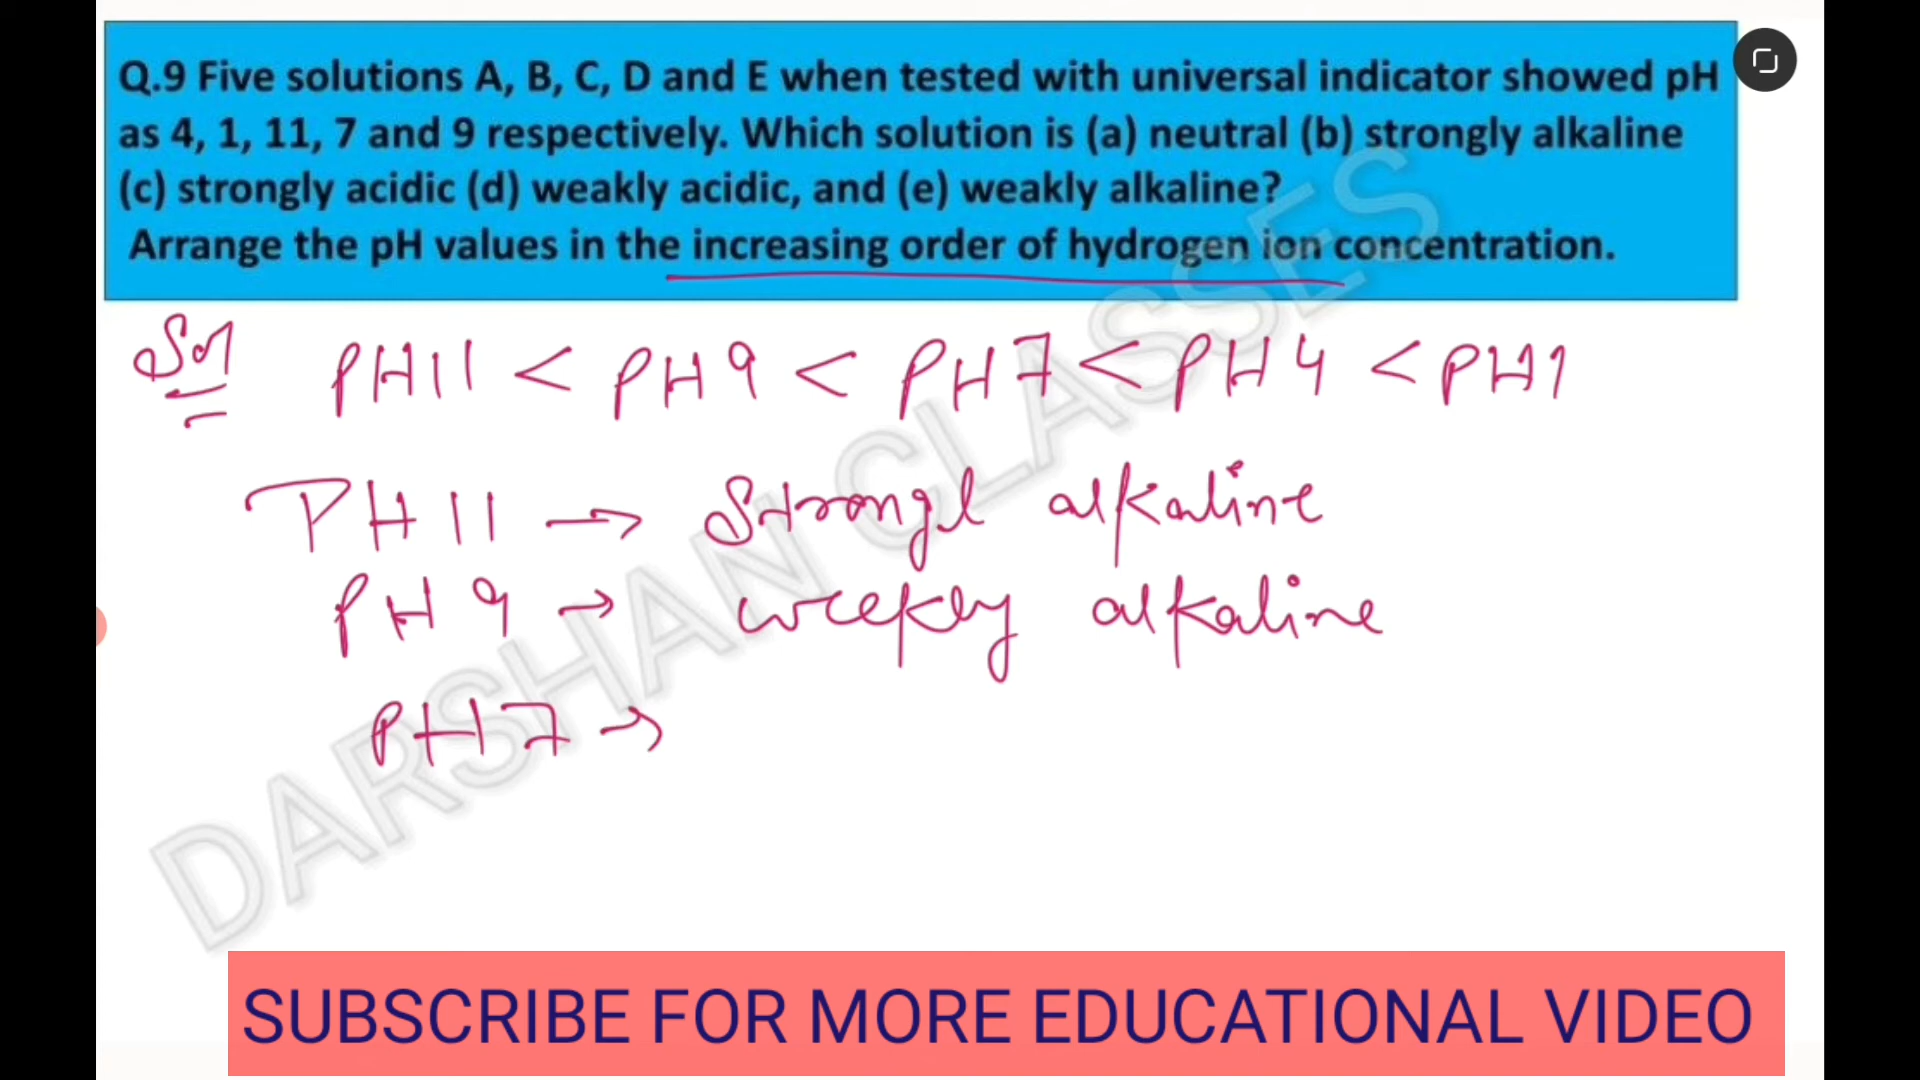 Q.9 Five solutions A, B, C, D and E when tested with universal indicator showed pH
as 4, 1, 11, 7 and 9 respectively. Which solution is (a) neutral (b) strongly alkaline
(c) strongly acidic (d) weakly acidic, and (e) weakly alkaline?
Arrange the pH values in the increasing order of hydrogen ion concentration.
Sol PH11 < PH9 < PH7 < PH4 < PH1
PH11 → Strongl alkaline
PH9 → weekly alkaline
PH7 →
DARSHAN CLASSES
SUBSCRIBE FOR MORE EDUCATIONAL VIDEO